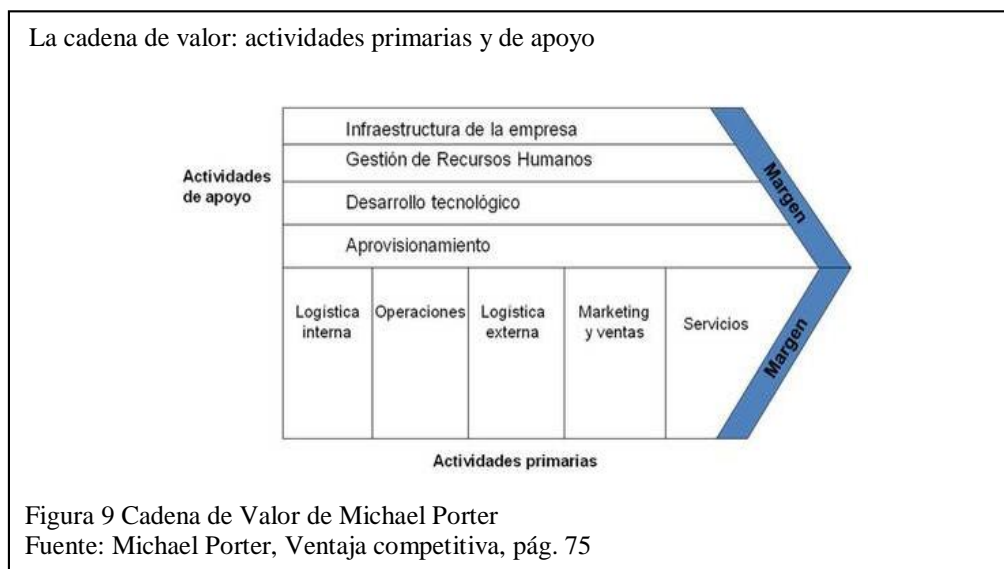 La cadena de valor: actividades primarias y de apoyo
Infraestructura de la empresa
Gestión de Recursos Humanos
Actividades
de apoyo
Desarrollo tecnológico
Aprovisionamiento
Margen
Logística
interna
Operaciones
Logística
externa
Marketing
y ventas
Servicios
Margen
Actividades primarias
Figura 9 Cadena de Valor de Michael Porter
Fuente: Michael Porter, Ventaja competitiva, pág. 75